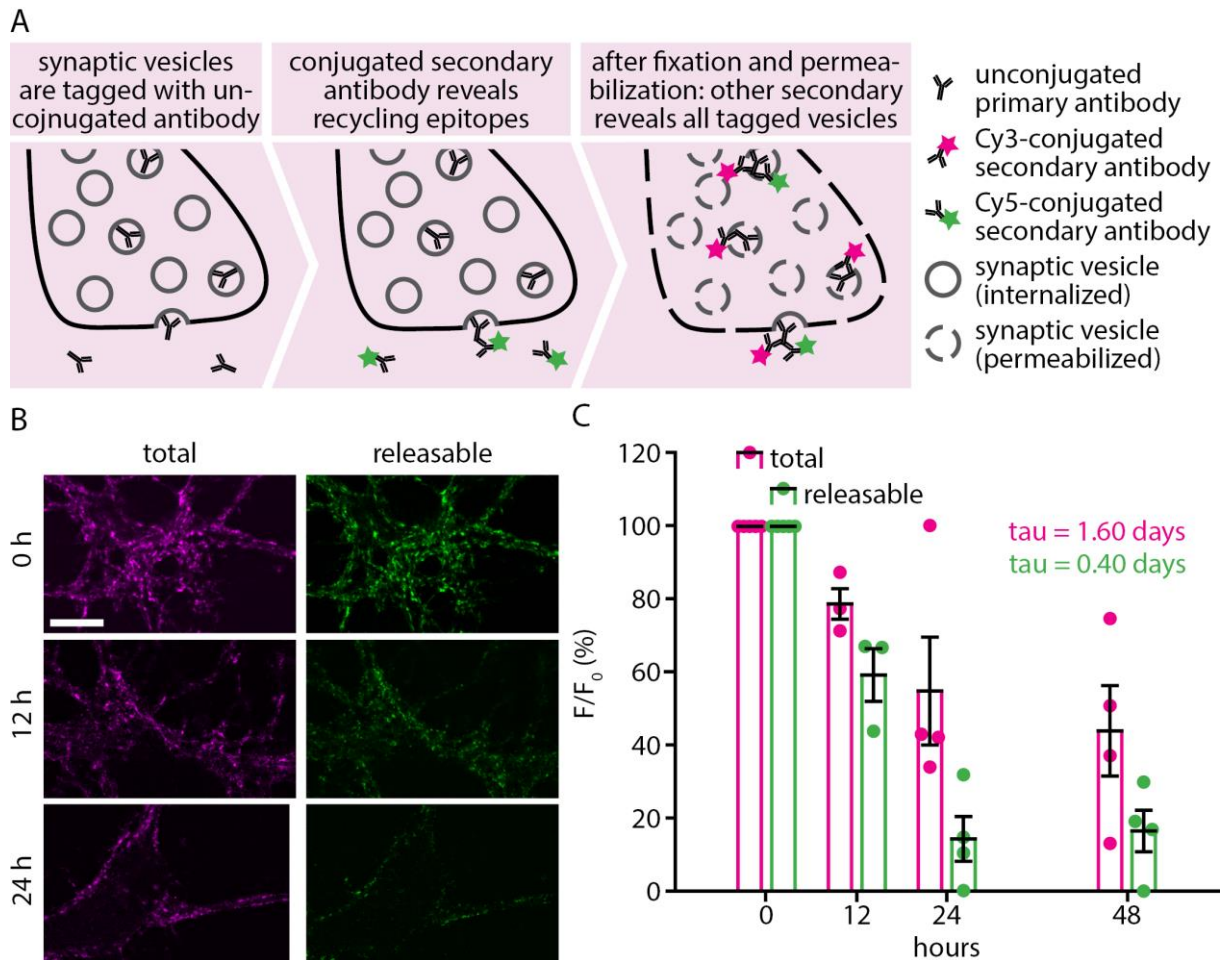 A
synaptic vesicles
are tagged with un-
cojnugated antibody
conjugated secondary
antibody reveals
recycling epitopes
after fixation and permea-
bilization: other secondary
reveals all tagged vesicles
unconjugated
primary antibody
Cy3-conjugated
secondary antibody
Cy5-conjugated
secondary antibody
synaptic vesicle
(internalized)
synaptic vesicle
(permeabilized)
B
total
releasable
0 h
12 h
24 h
C
total
releasable
tau = 1.60 days
tau = 0.40 days
F/F0 (%)
120
100
80
60
40
20
0
0
12
24
48
hours